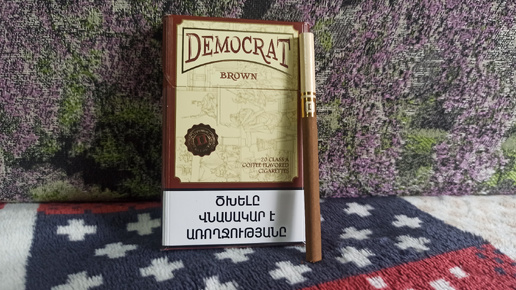 DEMOCRAT
BROWN
20 CLASS A
COFFEE FLAVORED
CIGARETTES
ԾԽԵԼԸ
ՎՆԱՍԱԿԱՐ Է
ԱՌՈՂՋՈՒԹՅԱՆԸ